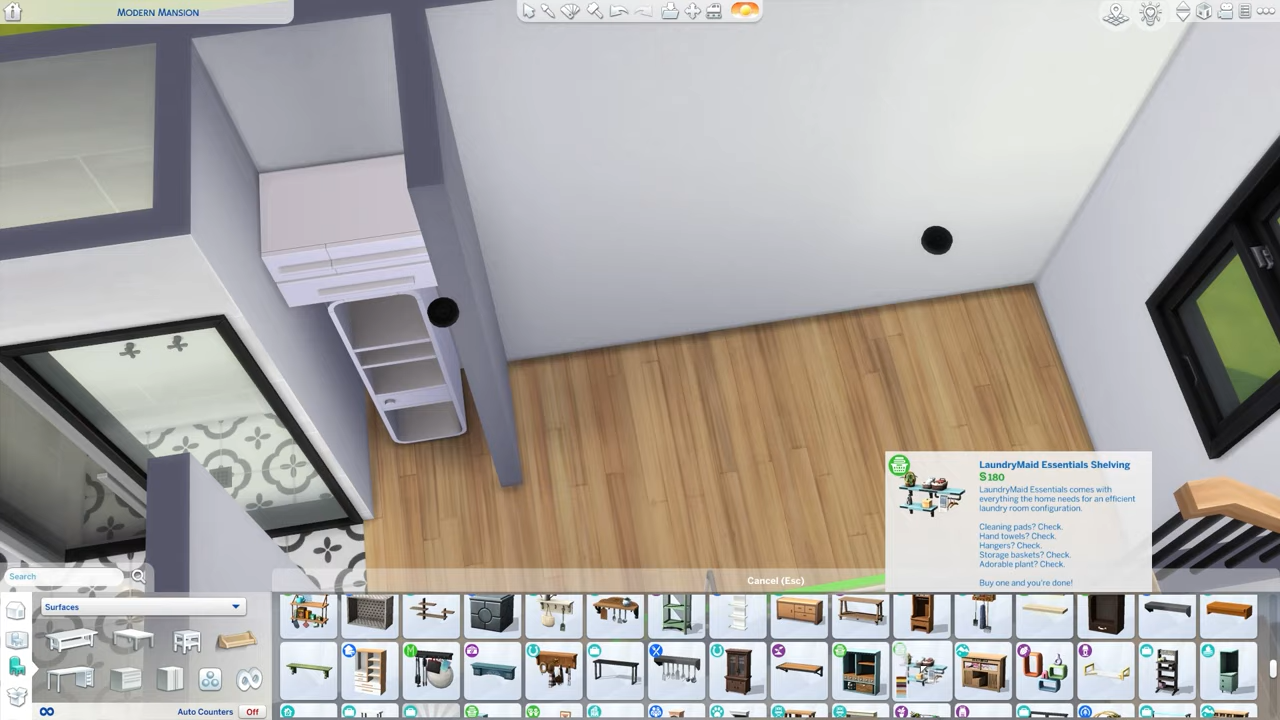 MODERN MANSION
LaundryMaid Essentials Shelving
§180
LaundryMaid Essentials comes with
everything the home needs for an efficient
laundry room configuration.
Cleaning pads? Check.
Hand towels? Check.
Hangers? Check.
Storage baskets? Check.
Adorable plant? Check.
Buy one and you're done!
Search
Cancel (Esc)
Surfaces
Auto Counters Off